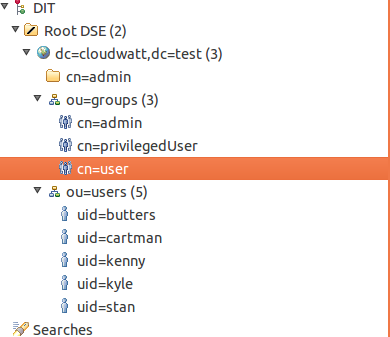 DIT
Root DSE (2)
dc=cloudwatt,dc=test (3)
cn=admin
ou=groups (3)
cn=admin
cn=privilegedUser
cn=user
ou=users (5)
uid=butters
uid=cartman
uid=kenny
uid=kyle
uid=stan
Searches